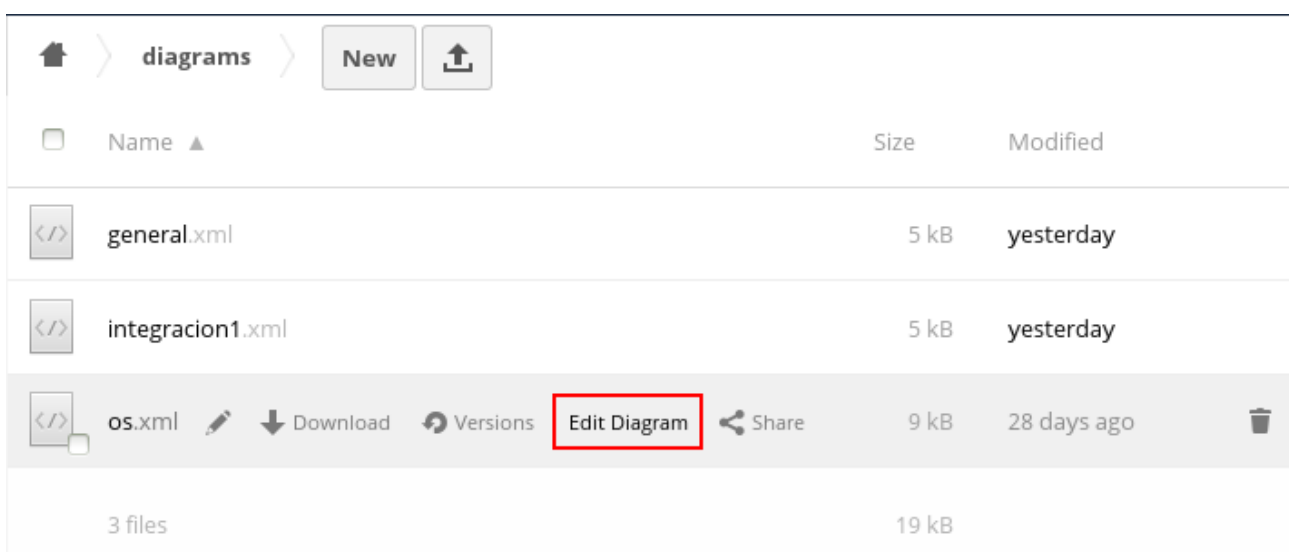 diagrams New
Name ▲ Size Modified
</> general.xml 5 kB yesterday
</> integracion1.xml 5 kB yesterday
</> os.xml Download Versions Edit Diagram Share 9 kB 28 days ago
3 files 19 kB